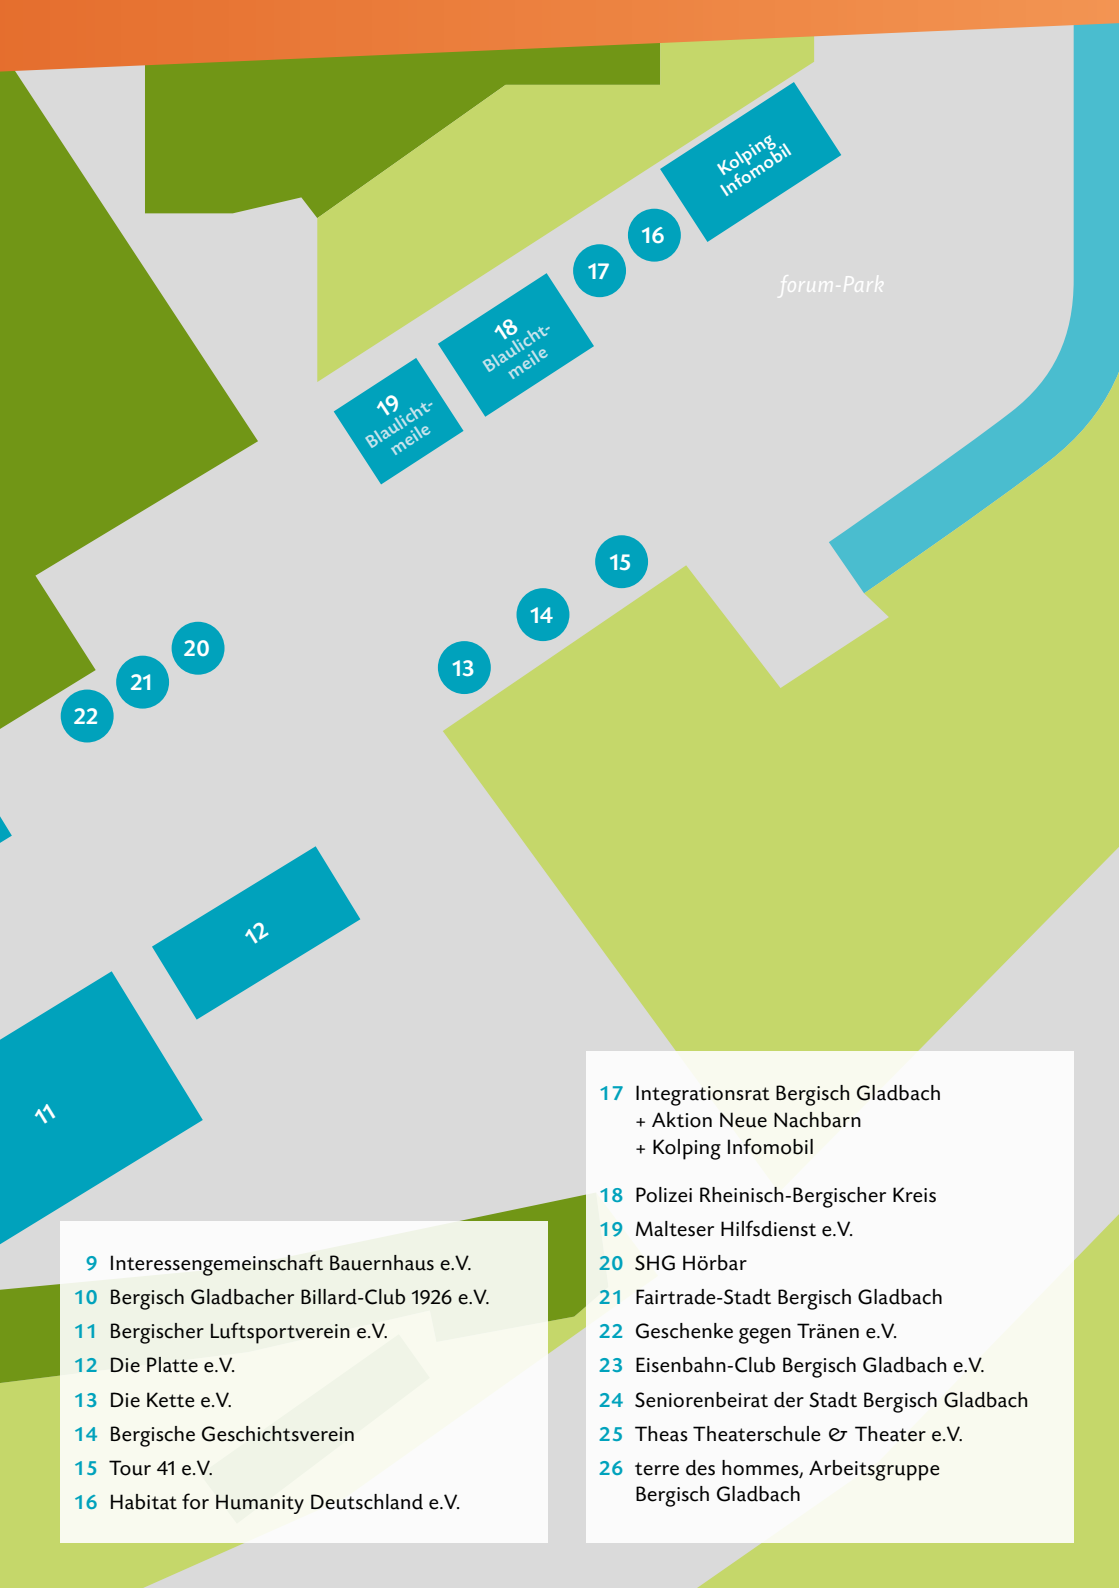 Kolping
Infomobil
16
17
forum-Park
18
Blaulicht-
meile
19
Blaulicht-
meile
15
14
13
20
21
22
12
11
9 Interessengemeinschaft Bauernhaus e.V.
10 Bergisch Gladbacher Billard-Club 1926 e.V.
11 Bergischer Luftsportverein e.V.
12 Die Platte e.V.
13 Die Kette e.V.
14 Bergische Geschichtsverein
15 Tour 41 e.V.
16 Habitat for Humanity Deutschland e.V.
17 Integrationsrat Bergisch Gladbach
+ Aktion Neue Nachbarn
+ Kolping Infomobil
18 Polizei Rheinisch-Bergischer Kreis
19 Malteser Hilfsdienst e.V.
20 SHG Hörbar
21 Fairtrade-Stadt Bergisch Gladbach
22 Geschenke gegen Tränen e.V.
23 Eisenbahn-Club Bergisch Gladbach e.V.
24 Seniorenbeirat der Stadt Bergisch Gladbach
25 Theas Theaterschule & Theater e.V.
26 terre des hommes, Arbeitsgruppe
Bergisch Gladbach